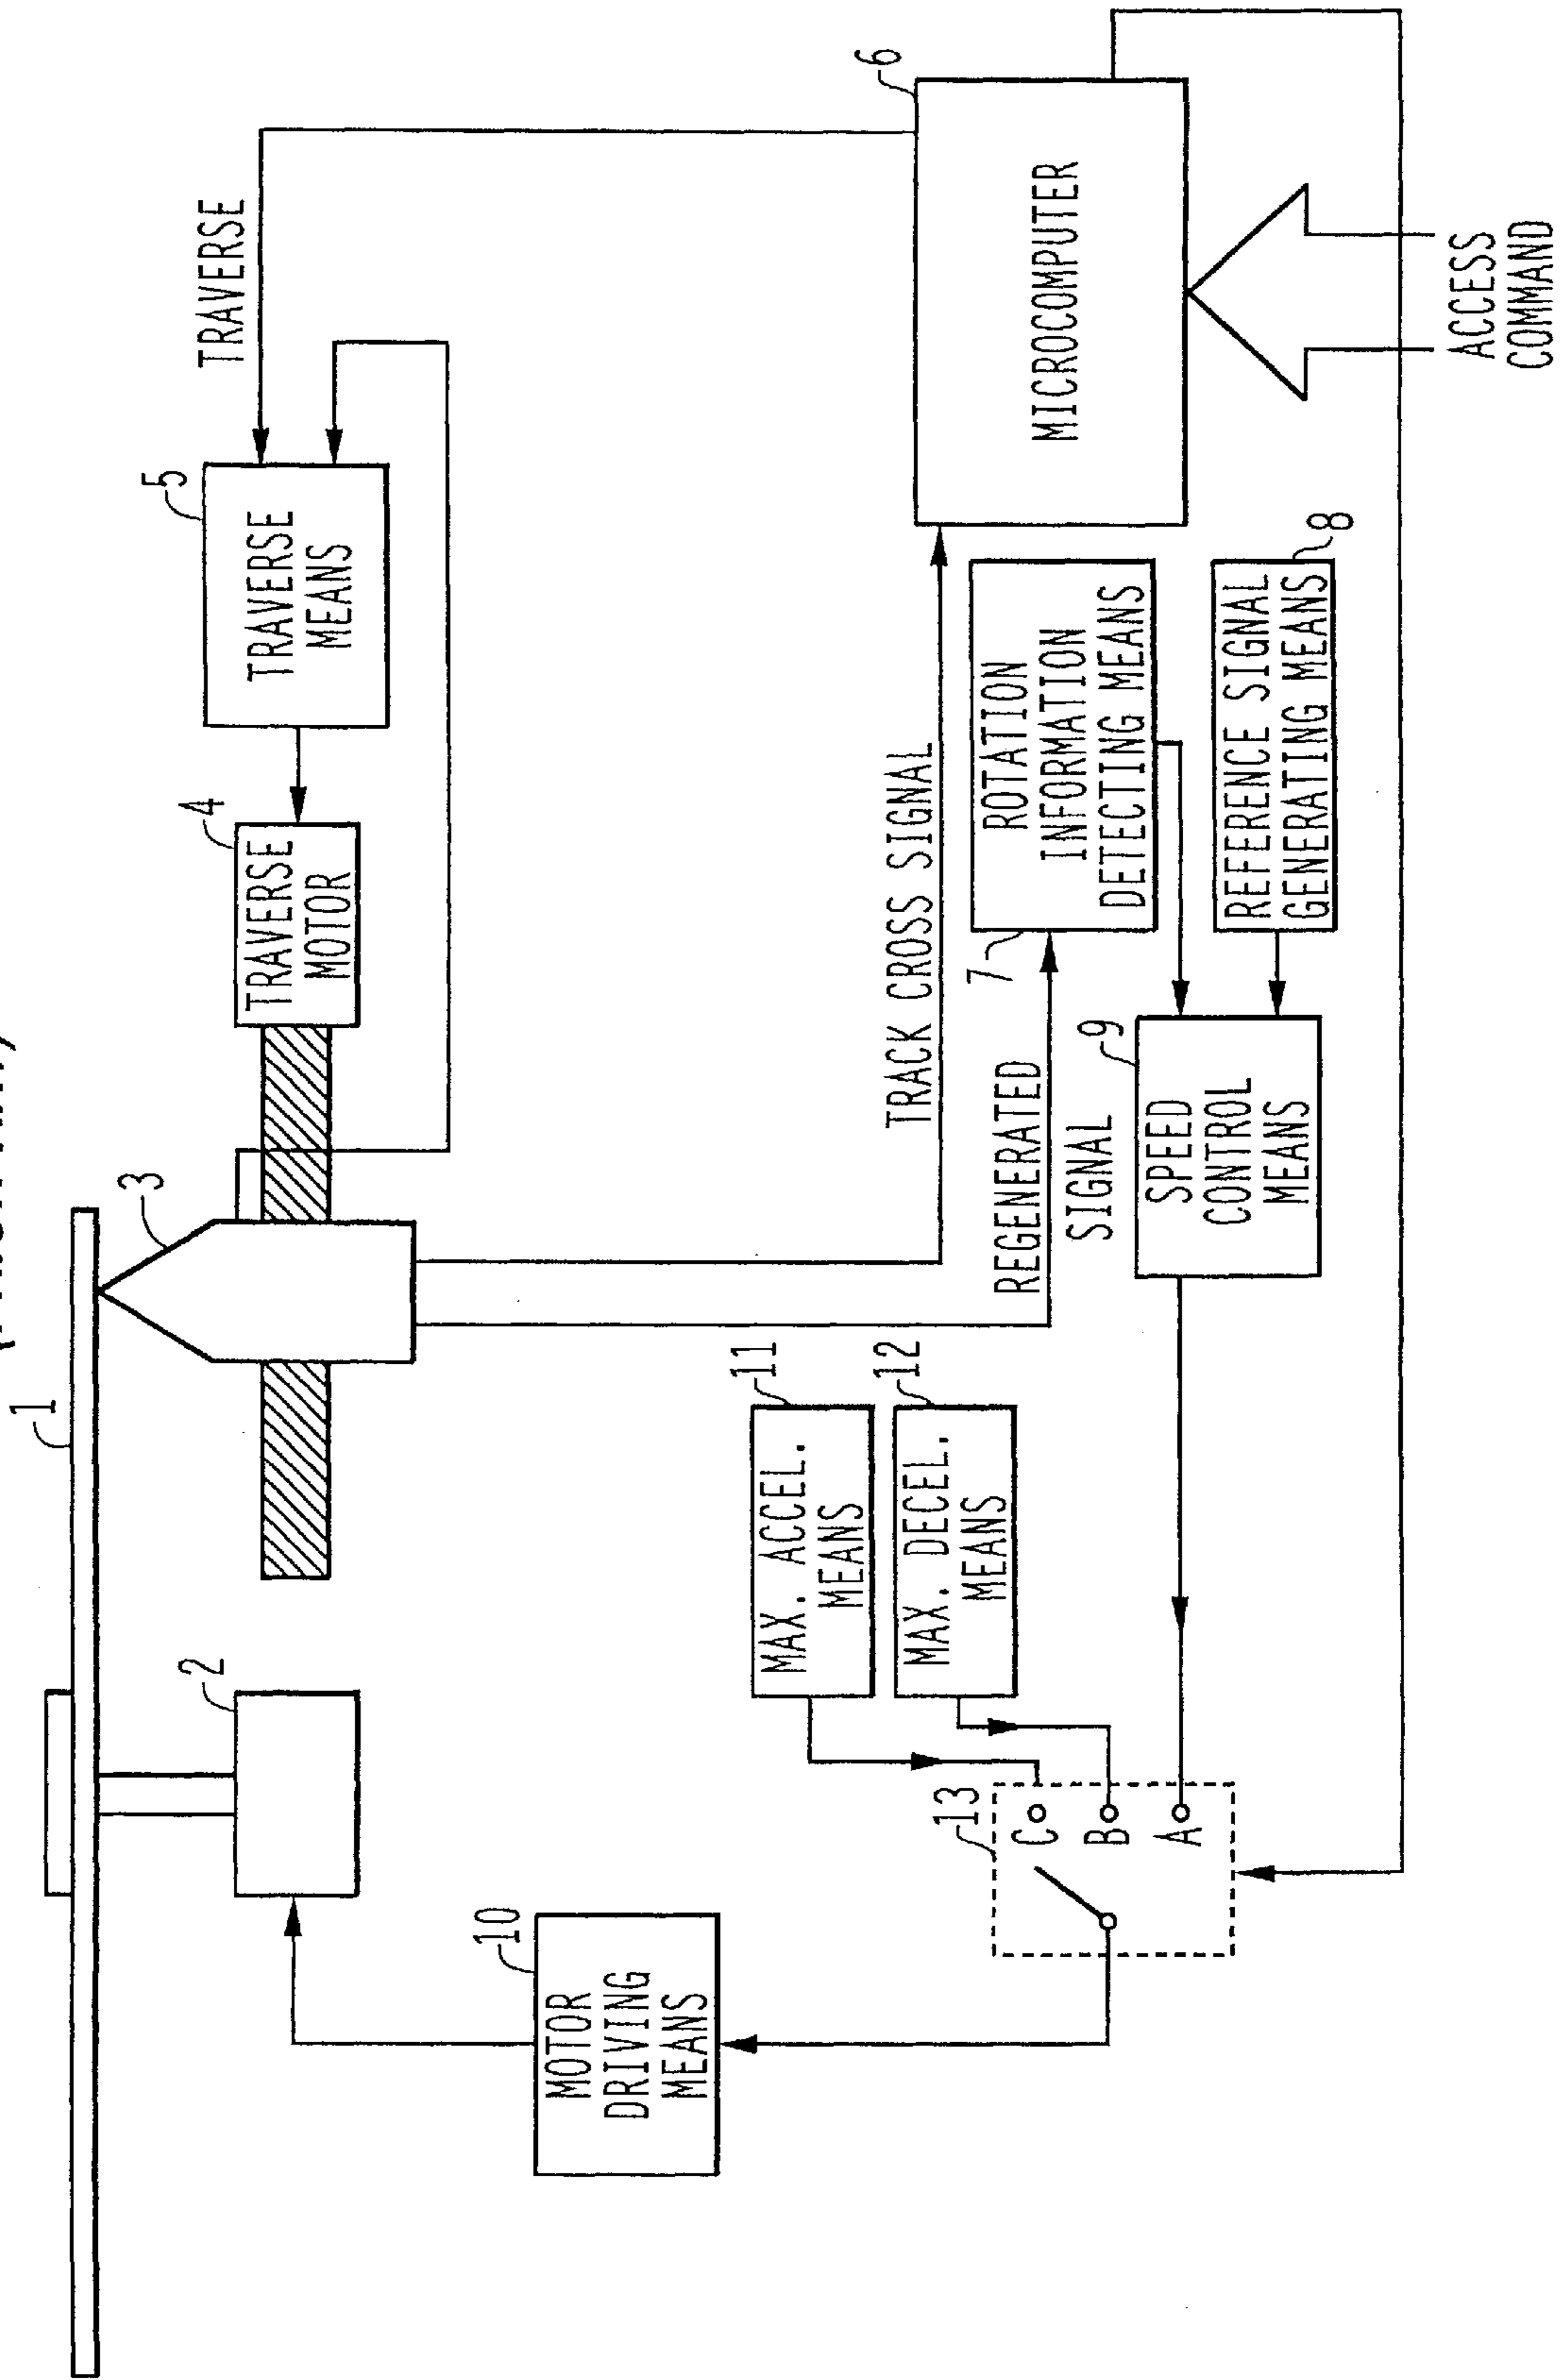 1
2
3
4
TRAVERSE
MOTOR
5
TRAVERSE
MEANS
TRAVERSE
10
MOTOR
DRIVING
MEANS
11
MAX. ACCEL.
MEANS
12
MAX. DECEL.
MEANS
13
C
B
A
TRACK CROSS SIGNAL
REGENERATED
SIGNAL
7
ROTATION
INFORMATION
DETECTING MEANS
8
REFERENCE SIGNAL
GENERATING MEANS
9
SPEED
CONTROL
MEANS
6
MICROCOMPUTER
ACCESS
COMMAND